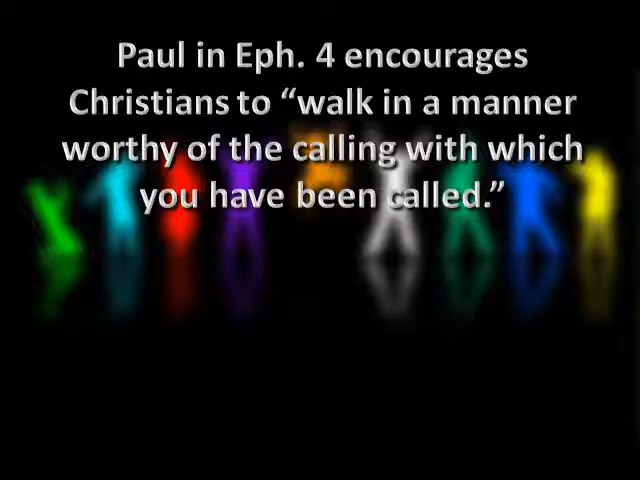 Paul in Eph. 4 encourages
Christians to “walk in a manner
worthy of the calling with which
you have been called.”